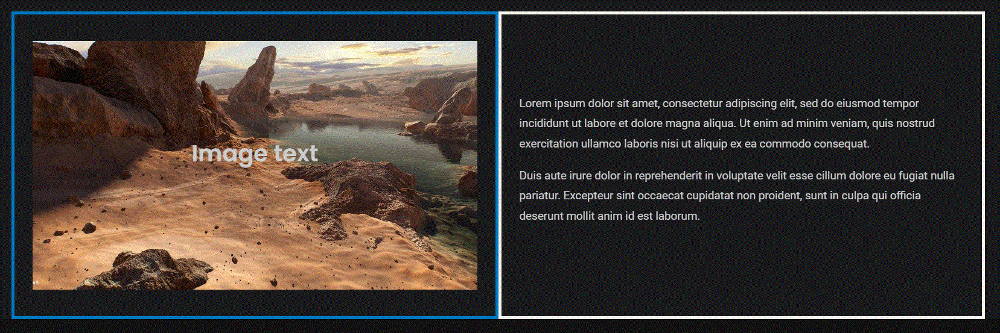 Image text
AR
Lorem ipsum dolor sit amet, consectetur adipiscing elit, sed do eiusmod tempor
incididunt ut labore et dolore magna aliqua. Ut enim ad minim veniam, quis nostrud
exercitation ullamco laboris nisi ut aliquip ex ea commodo consequat.
Duis aute irure dolor in reprehenderit in voluptate velit esse cillum dolore eu fugiat nulla
pariatur. Excepteur sint occaecat cupidatat non proident, sunt in culpa qui officia
deserunt mollit anim id est laborum.